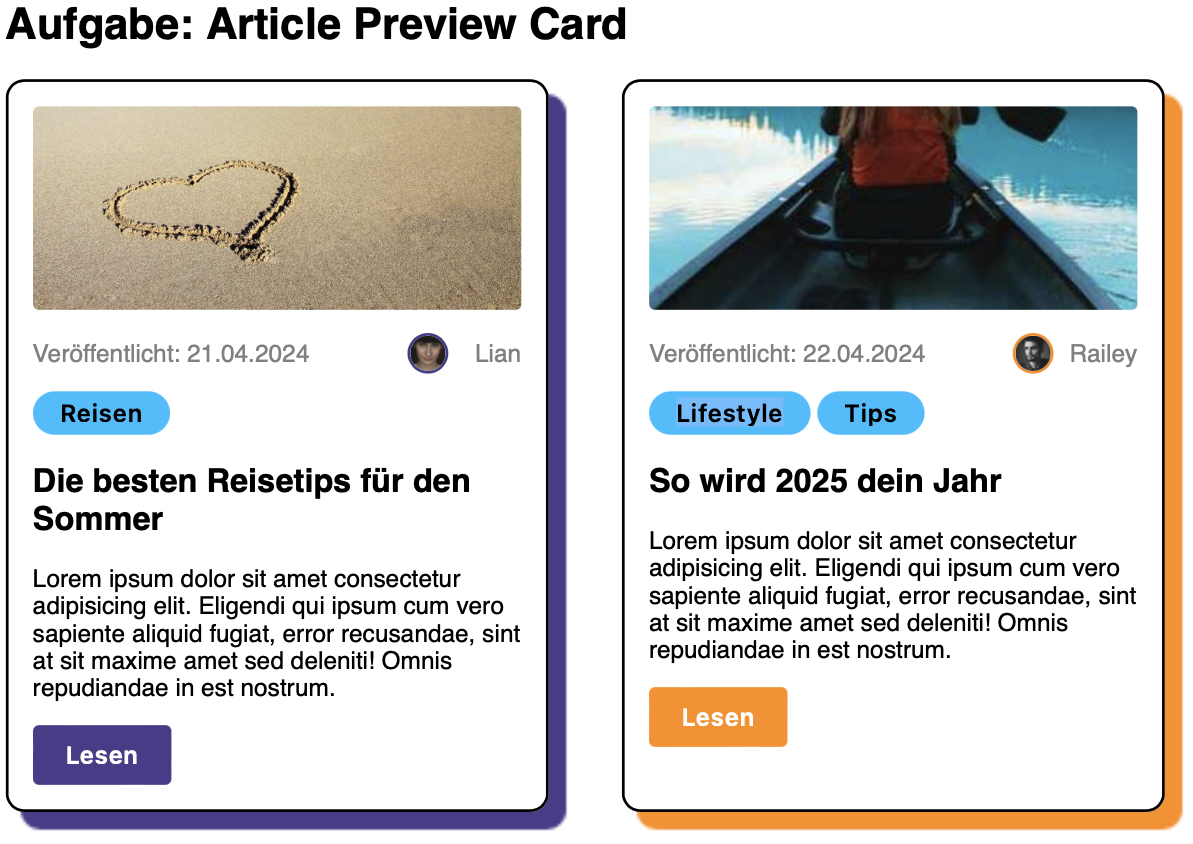 Aufgabe: Article Preview Card
Veröffentlicht: 21.04.2024
Lian
Reisen
Die besten Reisetips für den
Sommer
Lorem ipsum dolor sit amet consectetur
adipisicing elit. Eligendi qui ipsum cum vero
sapiente aliquid fugiat, error recusandae, sint
at sit maxime amet sed deleniti! Omnis
repudiandae in est nostrum.
Lesen
Veröffentlicht: 22.04.2024
Railey
Lifestyle
Tips
So wird 2025 dein Jahr
Lorem ipsum dolor sit amet consectetur
adipisicing elit. Eligendi qui ipsum cum vero
sapiente aliquid fugiat, error recusandae, sint
at sit maxime amet sed deleniti! Omnis
repudiandae in est nostrum.
Lesen